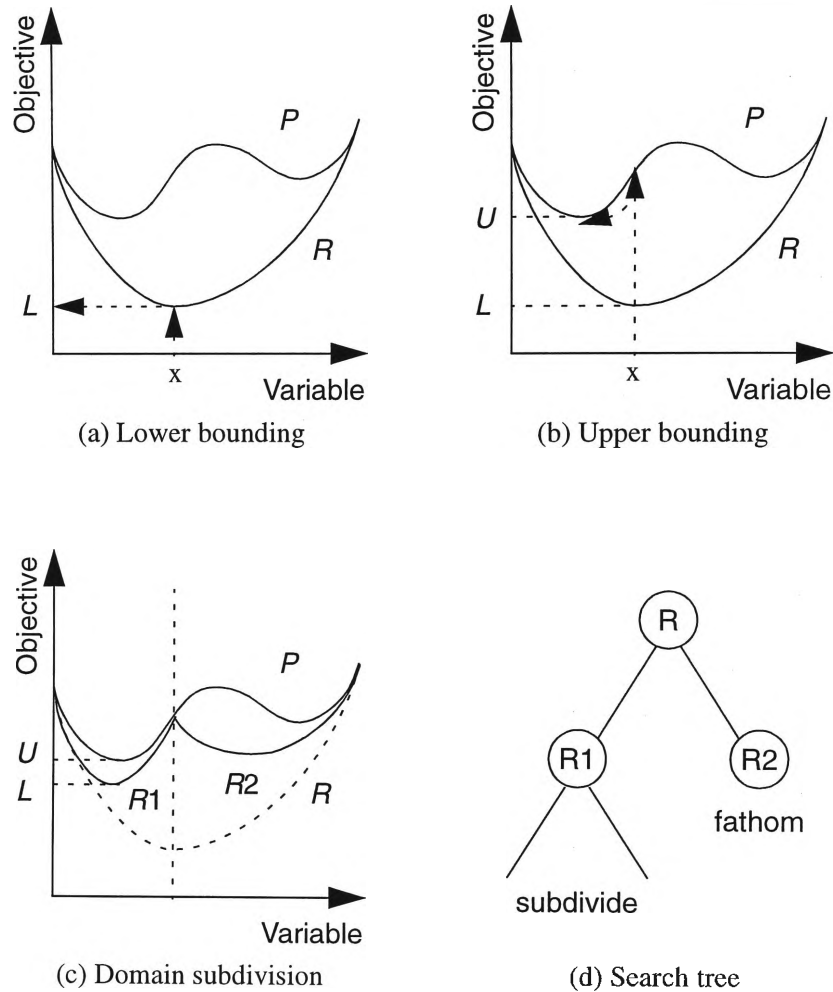 Objective
P
R
L
x
Variable
(a) Lower bounding
Objective
P
U
R
L
x
Variable
(b) Upper bounding
Objective
P
U
L
R1
R2
R
Variable
(c) Domain subdivision
R
R1
R2
fathom
subdivide
(d) Search tree